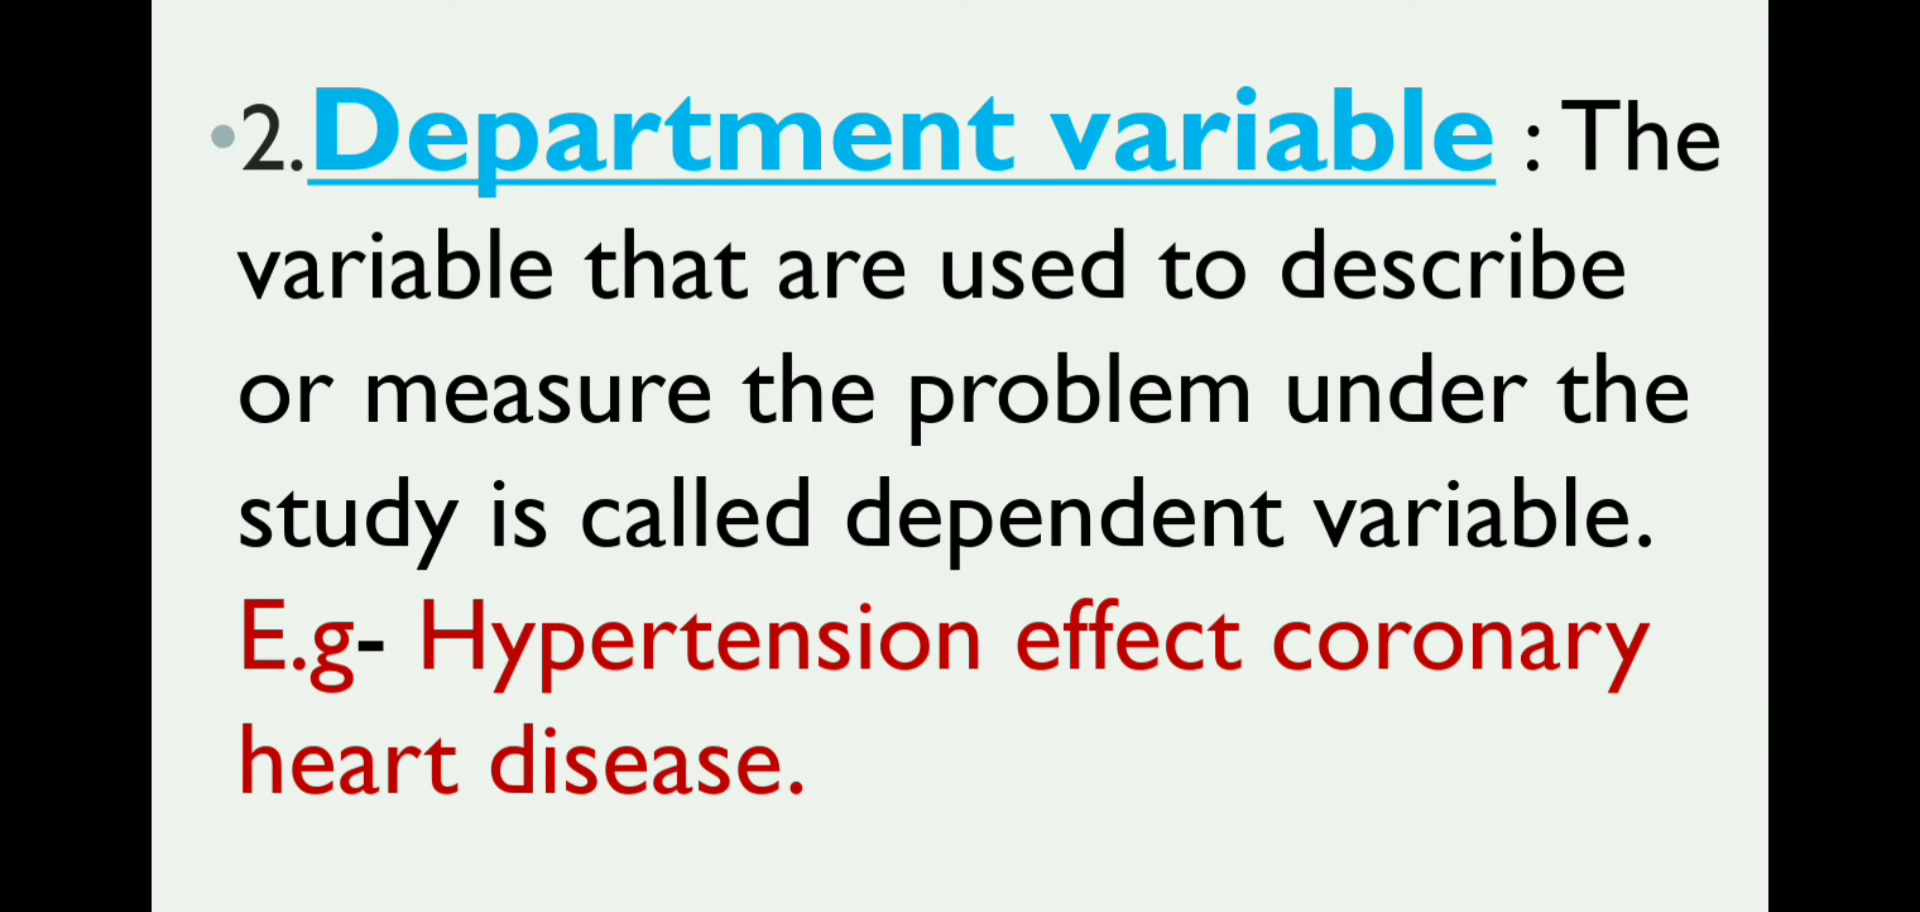 •2.Department variable : The
variable that are used to describe
or measure the problem under the
study is called dependent variable.
E.g- Hypertension effect coronary
heart disease.